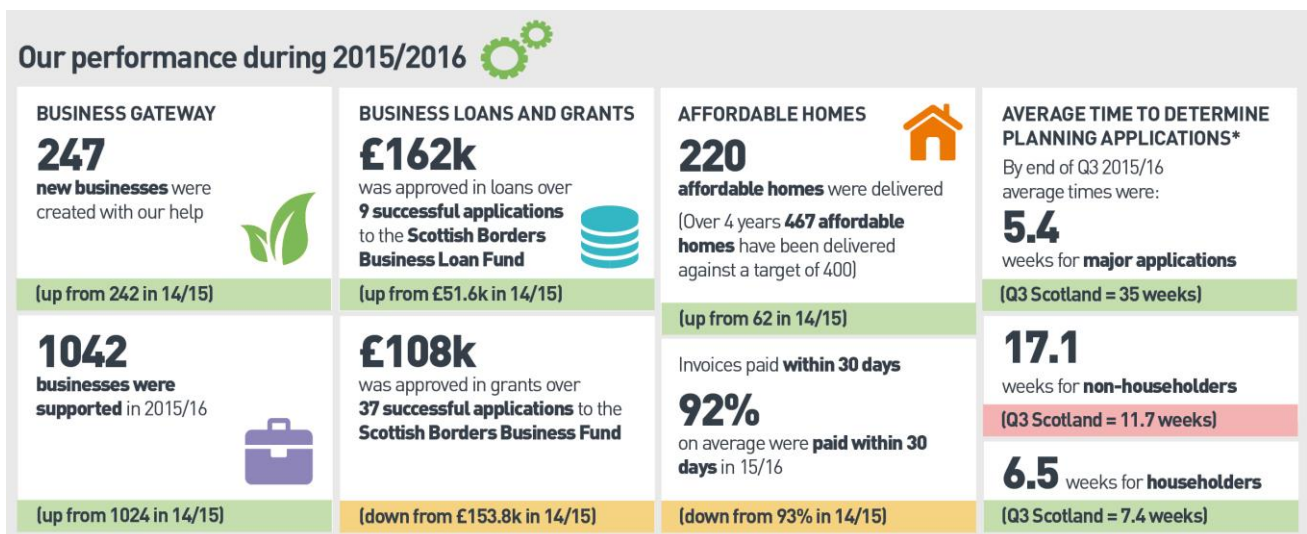 Our performance during 2015/2016
BUSINESS GATEWAY
247
new businesses were
created with our help
(up from 242 in 14/15)
1042
businesses were
supported in 2015/16
(up from 1024 in 14/15)
BUSINESS LOANS AND GRANTS
£162k
was approved in loans over
9 successful applications
to the Scottish Borders
Business Loan Fund
(up from £51.6k in 14/15)
£108k
was approved in grants over
37 successful applications to the
Scottish Borders Business Fund
(down from £153.8k in 14/15)
AFFORDABLE HOMES
220
affordable homes were delivered
(Over 4 years 467 affordable
homes have been delivered
against a target of 400)
(up from 62 in 14/15)
Invoices paid within 30 days
92%
on average were paid within 30
days in 15/16
(down from 93% in 14/15)
AVERAGE TIME TO DETERMINE
PLANNING APPLICATIONS*
By end of Q3 2015/16
average times were:
5.4
weeks for major applications
(Q3 Scotland = 35 weeks)
17.1
weeks for non-householders
(Q3 Scotland = 11.7 weeks)
6.5 weeks for householders
(Q3 Scotland = 7.4 weeks)